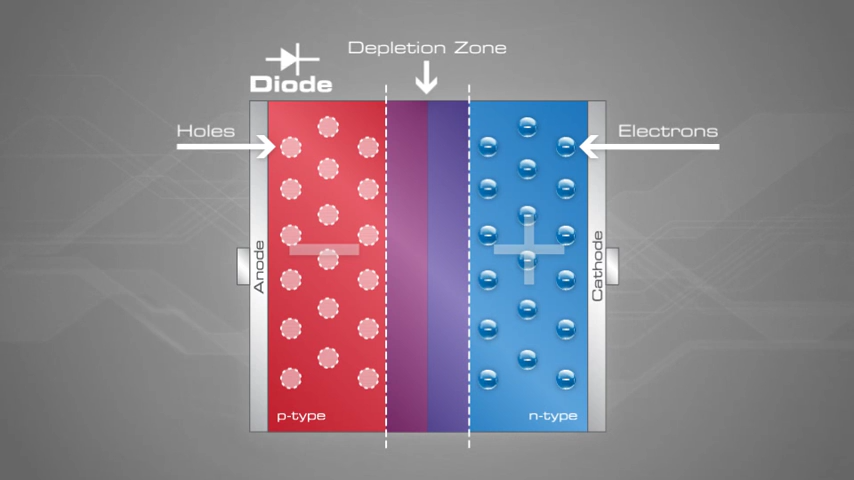 Depletion Zone
Diode
Holes
Electrons
Anode
Cathode
p-type
n-type